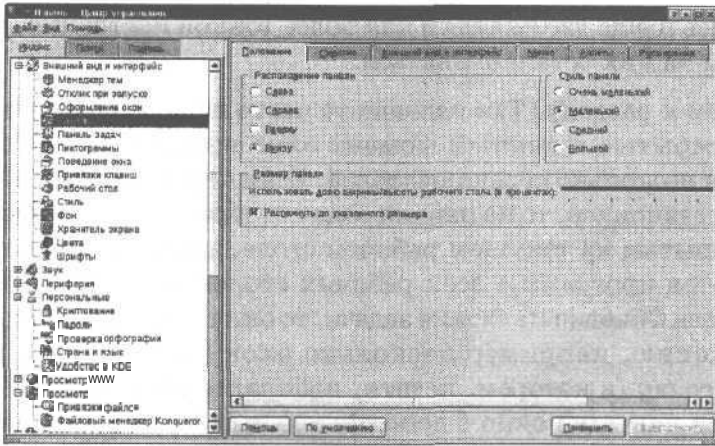 Панель - Центр управления
Файл Вид Помощь
Индекс Поиск Помощь
Внешний вид и интерфейс
Менеджер тем
Отклик при запуске
Оформление окон
Панель задач
Пиктограммы
Поведение окна
Привязки клавиш
Рабочий стол
Стиль
Фон
Хранитель экрана
Цвета
Шрифты
Звук
Периферия
Персональные
Криптование
Пароли
Проверка орфографии
Страна и язык
Удобство в KDE
Просмотр WWW
Просмотр
Привязки файлов
Файловый менеджер Konqueror
Положение Скрытие Внешний вид и интерфейс Меню Апплеты Расширения
Расположение панели
Слева
Справа
Вверху
Внизу
Стиль панели
Очень маленький
Маленький
Средний
Большой
Размер панели
Использовать долю ширины/высоты рабочего стола (в процентах):
Раздвинуть до указанного размера
Помощь По умолчанию Применить